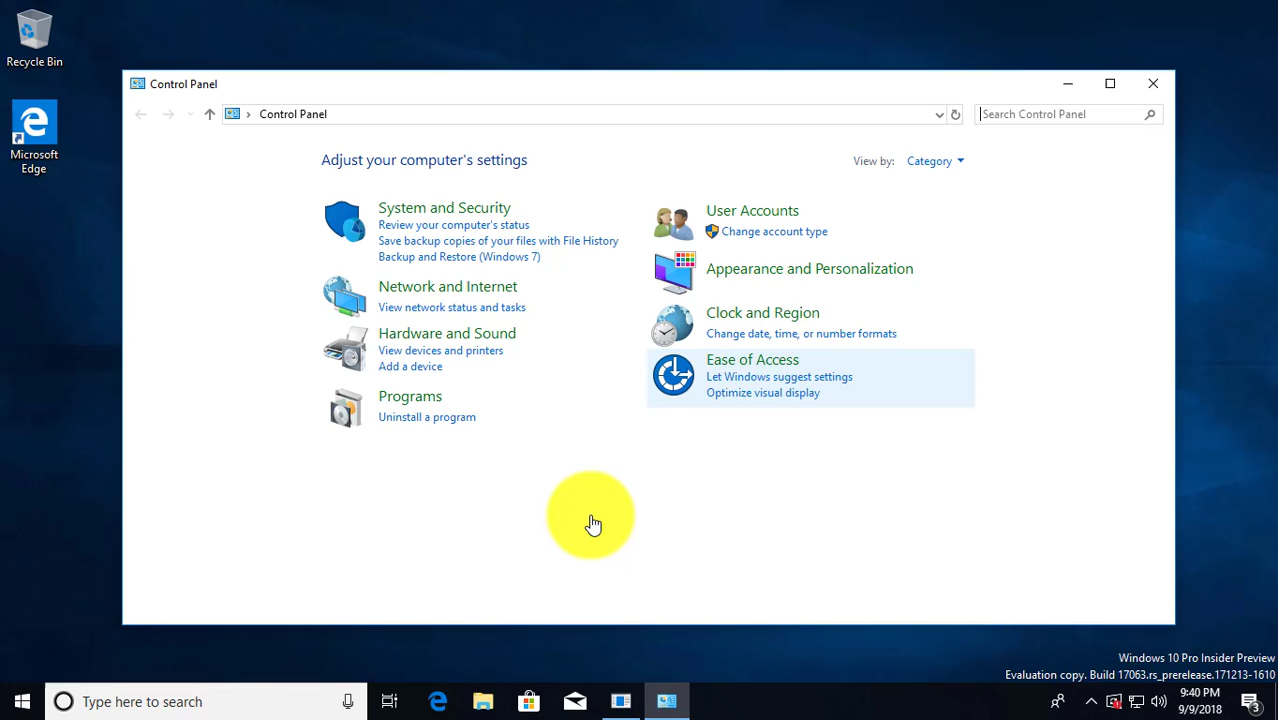 Recycle Bin
Microsoft
Edge
Control Panel
Control Panel
Search Control Panel
Adjust your computer's settings
View by: Category
System and Security
Review your computer's status
Save backup copies of your files with File History
Backup and Restore (Windows 7)
Network and Internet
View network status and tasks
Hardware and Sound
View devices and printers
Add a device
Programs
Uninstall a program
User Accounts
Change account type
Appearance and Personalization
Clock and Region
Change date, time, or number formats
Ease of Access
Let Windows suggest settings
Optimize visual display
Windows 10 Pro Insider Preview
Evaluation copy. Build 17063.rs_prerelease.171213-1610
Type here to search
9:40 PM
9/9/2018
3